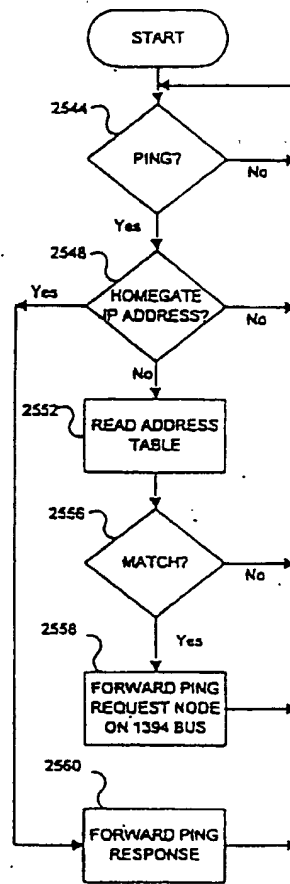 START
2544
PING?
No
Yes
2548
Yes
HOMEGATE
IP ADDRESS?
No
No
2552
READ ADDRESS
TABLE
2556
MATCH?
No
Yes
2558
FORWARD PING
REQUEST NODE
ON 1394 BUS
2560
FORWARD PING
RESPONSE